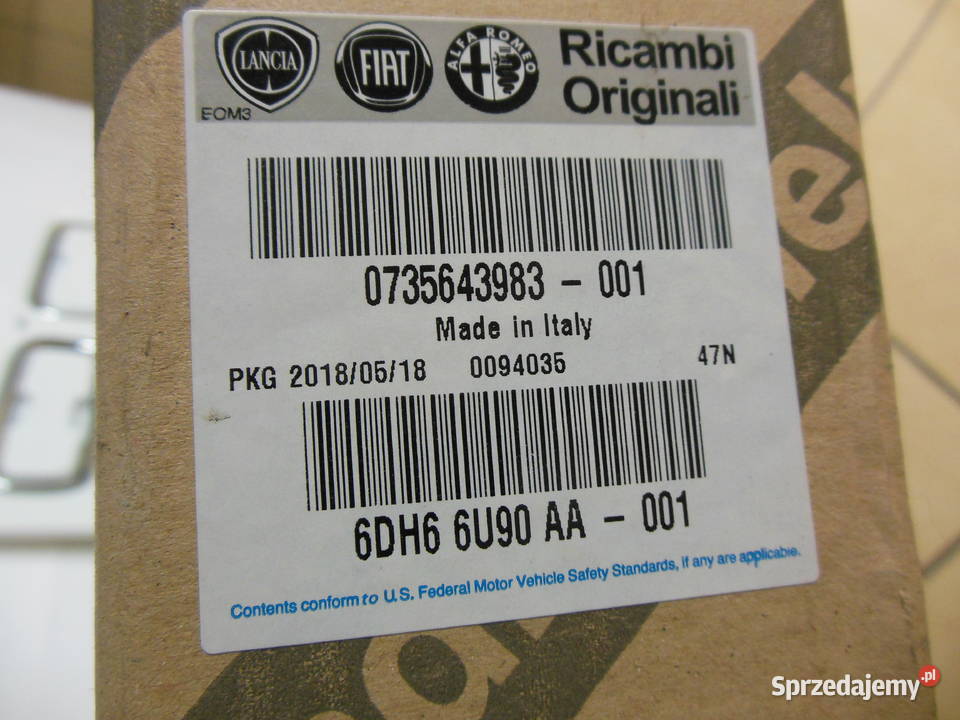 LANCIA
FIAT
ALFA ROMEO
Ricambi
Originali
EOM3
0735643983 - 001
Made in Italy
PKG 2018/05/18 0094035 47N
6DH6 6U90 AA - 001
Contents conform to U.S. Federal Motor Vehicle Safety Standards, if any are applicable.
Sprzedajemy.pl